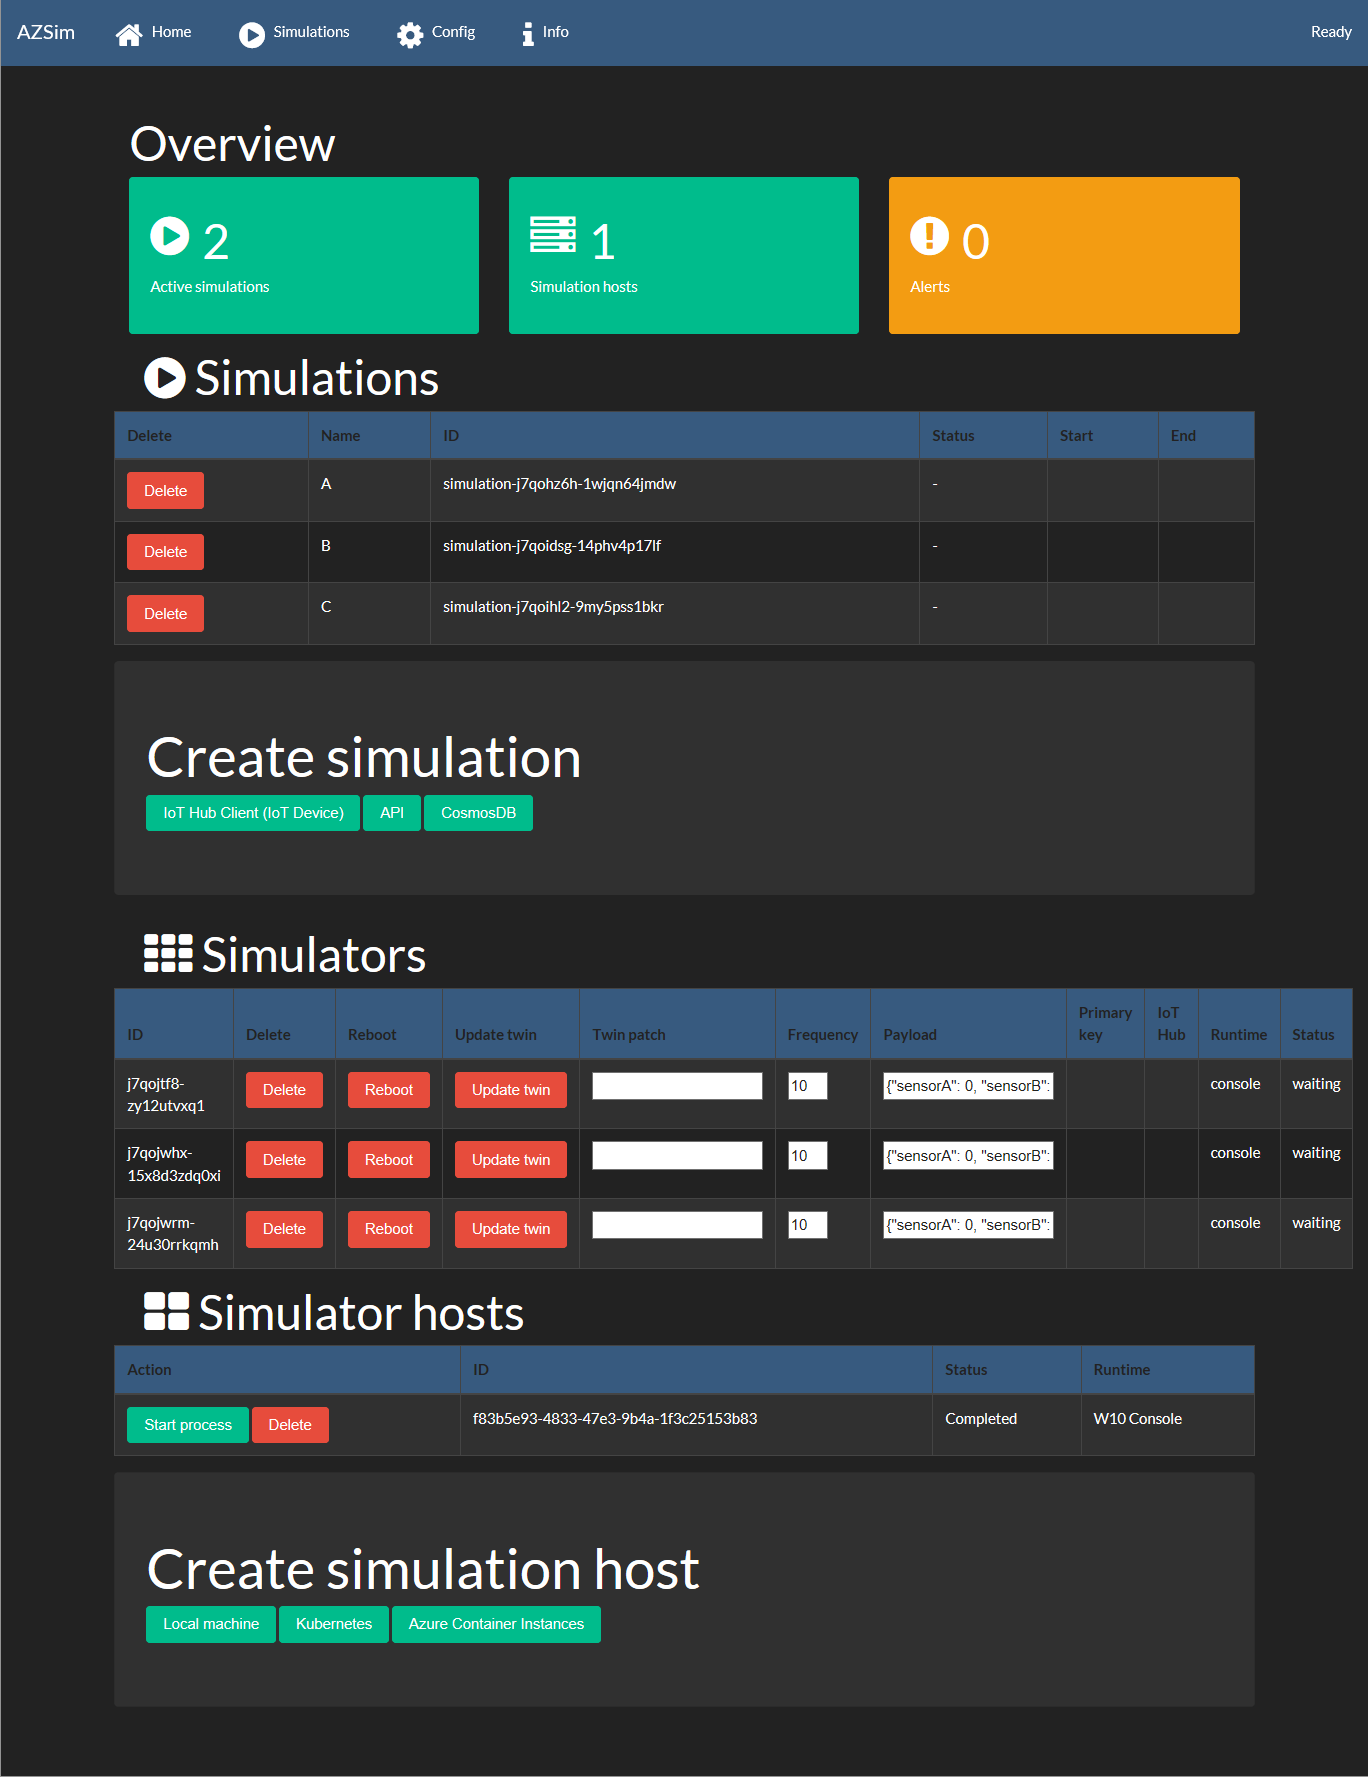 AZSim Home Simulations Config Info Ready
Overview
2 1 0
Active simulations Simulation hosts Alerts
Simulations
Delete Name ID Status Start End
Delete A simulation-j7qohz6h-1wjqn64jmdw -
Delete B simulation-j7qoidsg-14phv4p17lf -
Delete C simulation-j7qoihl2-9my5pss1bkr -
Create simulation
IoT Hub Client (IoT Device) API CosmosDB
Simulators
ID Delete Reboot Update twin Twin patch Frequency Payload Primary key IoT Hub Runtime Status
j7qojtf8- Delete Reboot Update twin 10 {"sensorA": 0, "sensorB": console waiting
zy12utvxq1
j7qojwhx- Delete Reboot Update twin 10 {"sensorA": 0, "sensorB": console waiting
15x8d3zdq0xi
j7qojwrm- Delete Reboot Update twin 10 {"sensorA": 0, "sensorB": console waiting
24u30rrkqmh
Simulator hosts
Action ID Status Runtime
Start process Delete f83b5e93-4833-47e3-9b4a-1f3c25153b83 Completed W10 Console
Create simulation host
Local machine Kubernetes Azure Container Instances